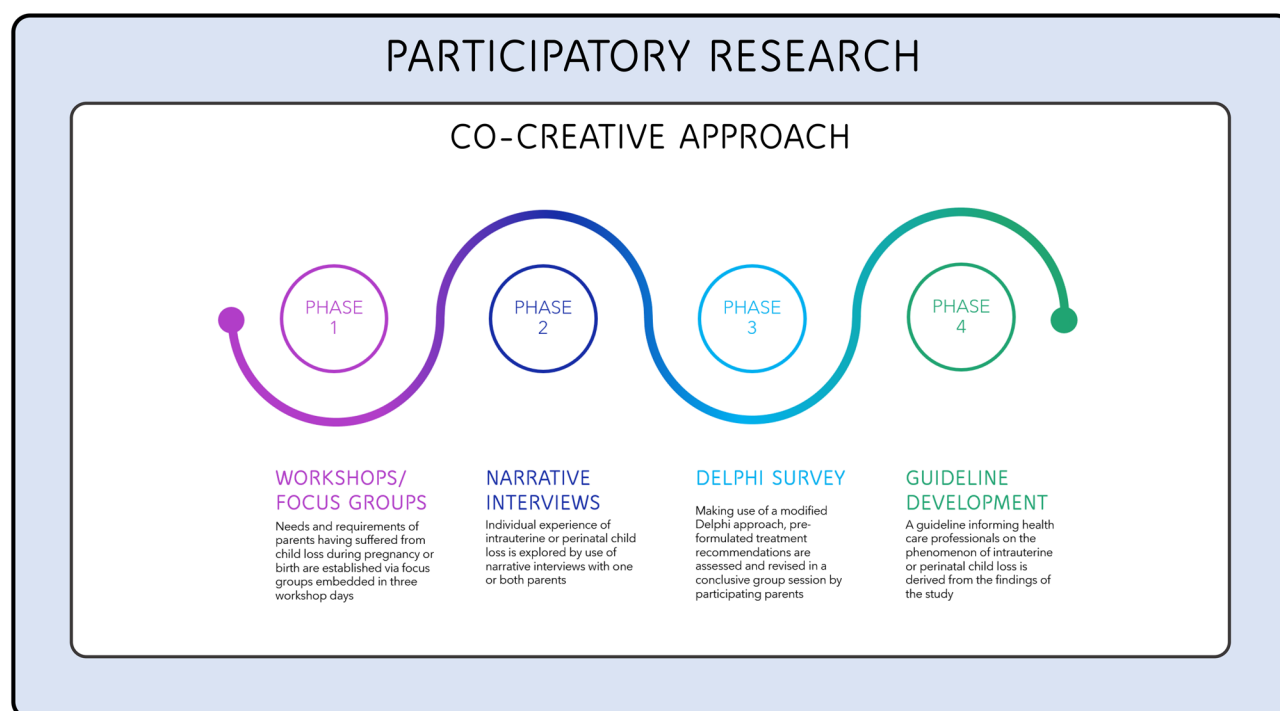 PARTICIPATORY RESEARCH
CO-CREATIVE APPROACH
PHASE
1
PHASE
2
PHASE
3
PHASE
4
WORKSHOPS/
FOCUS GROUPS
Needs and requirements of
parents having suffered from
child loss during pregnancy or
birth are established via focus
groups embedded in three
workshop days
NARRATIVE
INTERVIEWS
Individual experience of
intrauterine or perinatal child
loss is explored by use of
narrative interviews with one
or both parents
DELPHI SURVEY
Making use of a modified
Delphi approach, pre-
formulated treatment
recommendations are
assessed and revised in a
conclusive group session by
participating parents
GUIDELINE
DEVELOPMENT
A guideline informing health
care professionals on the
phenomenon of intrauterine
or perinatal child loss is
derived from the findings of
the study